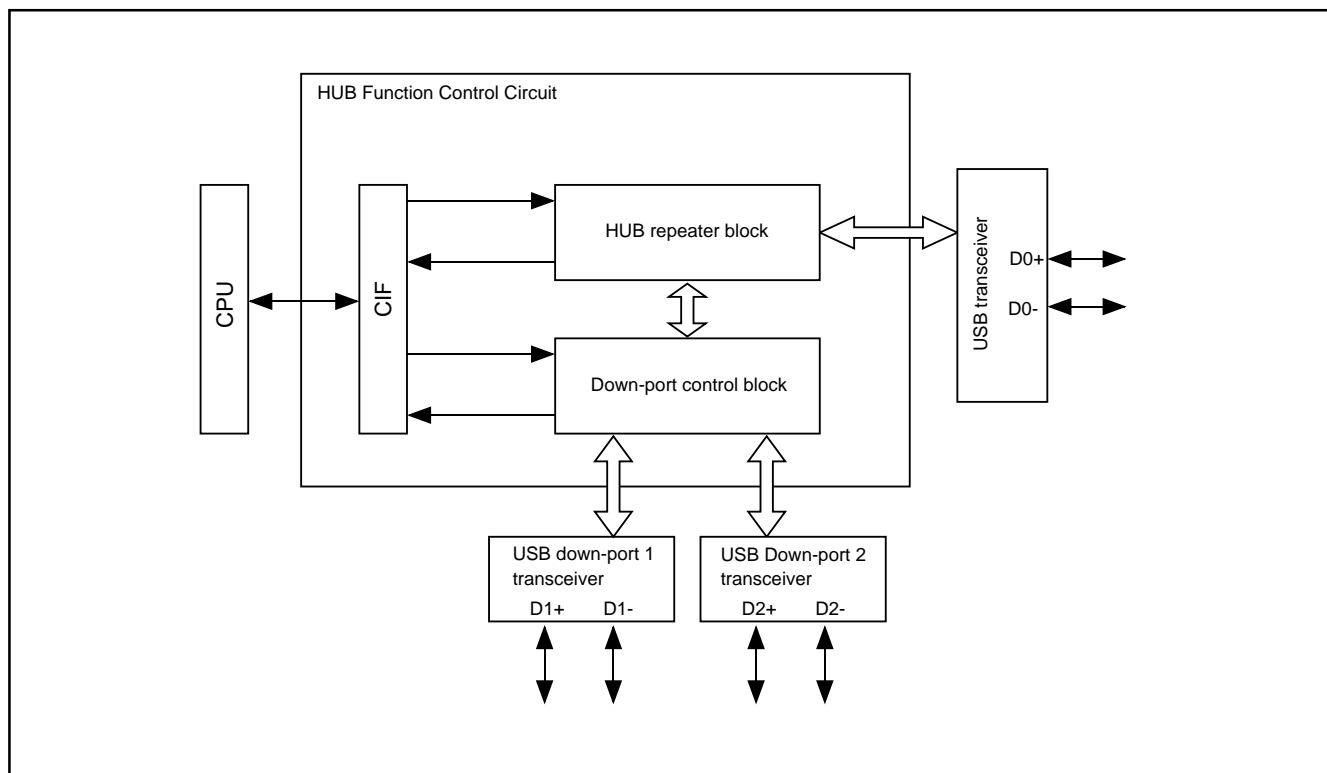 HUB Function Control Circuit
CPU
CIF
HUB repeater block
Down-port control block
USB transceiver
D0+
D0-
USB down-port 1
transceiver
D1+ D1-
USB Down-port 2
transceiver
D2+ D2-